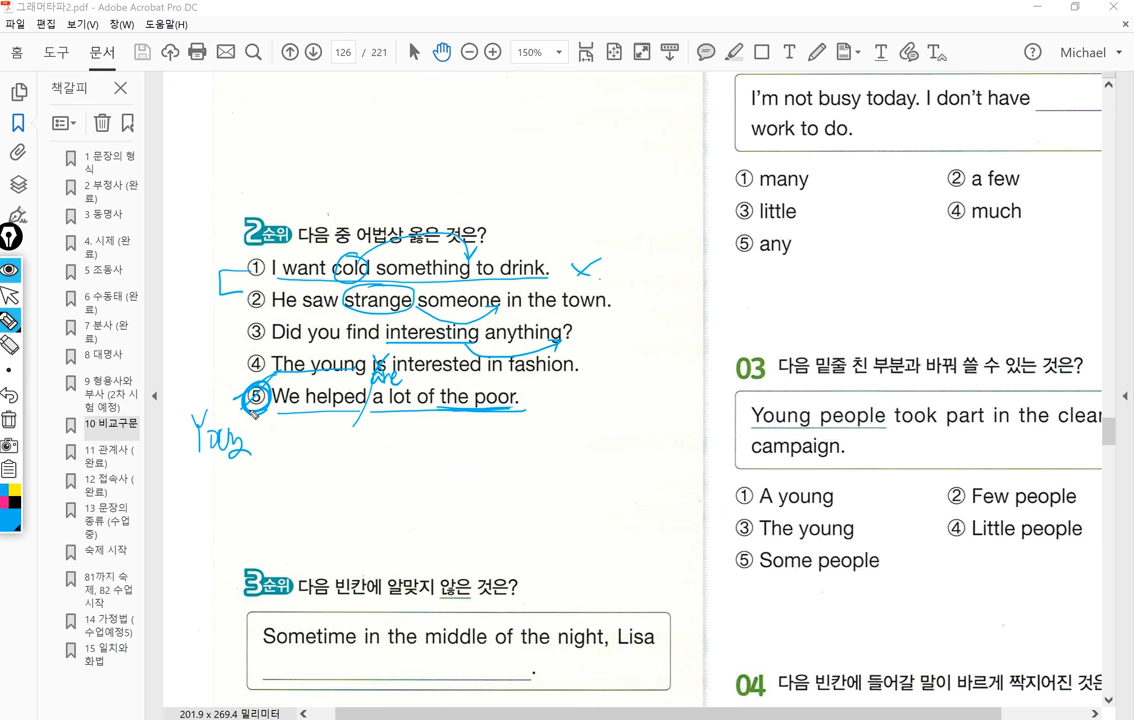 그래머타파2.pdf - Adobe Acrobat Pro DC
파일 편집 보기(V) 창(W) 도움말(H)
홈 도구 문서 126 / 221 150% Michael
책갈피
1 문장의 형
식
2 부정사 (완
료)
3 동명사
4. 시제 (완
료)
5 조동사
6 수동태 (완
료)
7 분사 (완
료)
8 대명사
9 형용사와
부사 (2차 시
험 예정)
10 비교구문
11 관계사 (
완료)
12 접속사 (
완료)
13 문장의
종류 (수업
중)
숙제 시작
81까지 숙
제, 82 수업
시작
14 가정법 (
수업예정5)
15 일치와
화법
2순위 다음 중 어법상 옳은 것은?
① I want cold something to drink.
② He saw strange someone in the town.
③ Did you find interesting anything?
④ The young is interested in fashion.
are
⑤ We helped a lot of the poor.
3순위 다음 빈칸에 알맞지 않은 것은?
Sometime in the middle of the night, Lisa
.
I'm not busy today. I don't have
work to do.
① many ② a few
③ little ④ much
⑤ any
03 다음 밑줄 친 부분과 바꿔 쓸 수 있는 것은?
Young people took part in the clear
campaign.
① A young ② Few people
③ The young ④ Little people
⑤ Some people
04 다음 빈칸에 들어갈 말이 바르게 짝지어진 것은
201.9 x 269.4 밀리미터